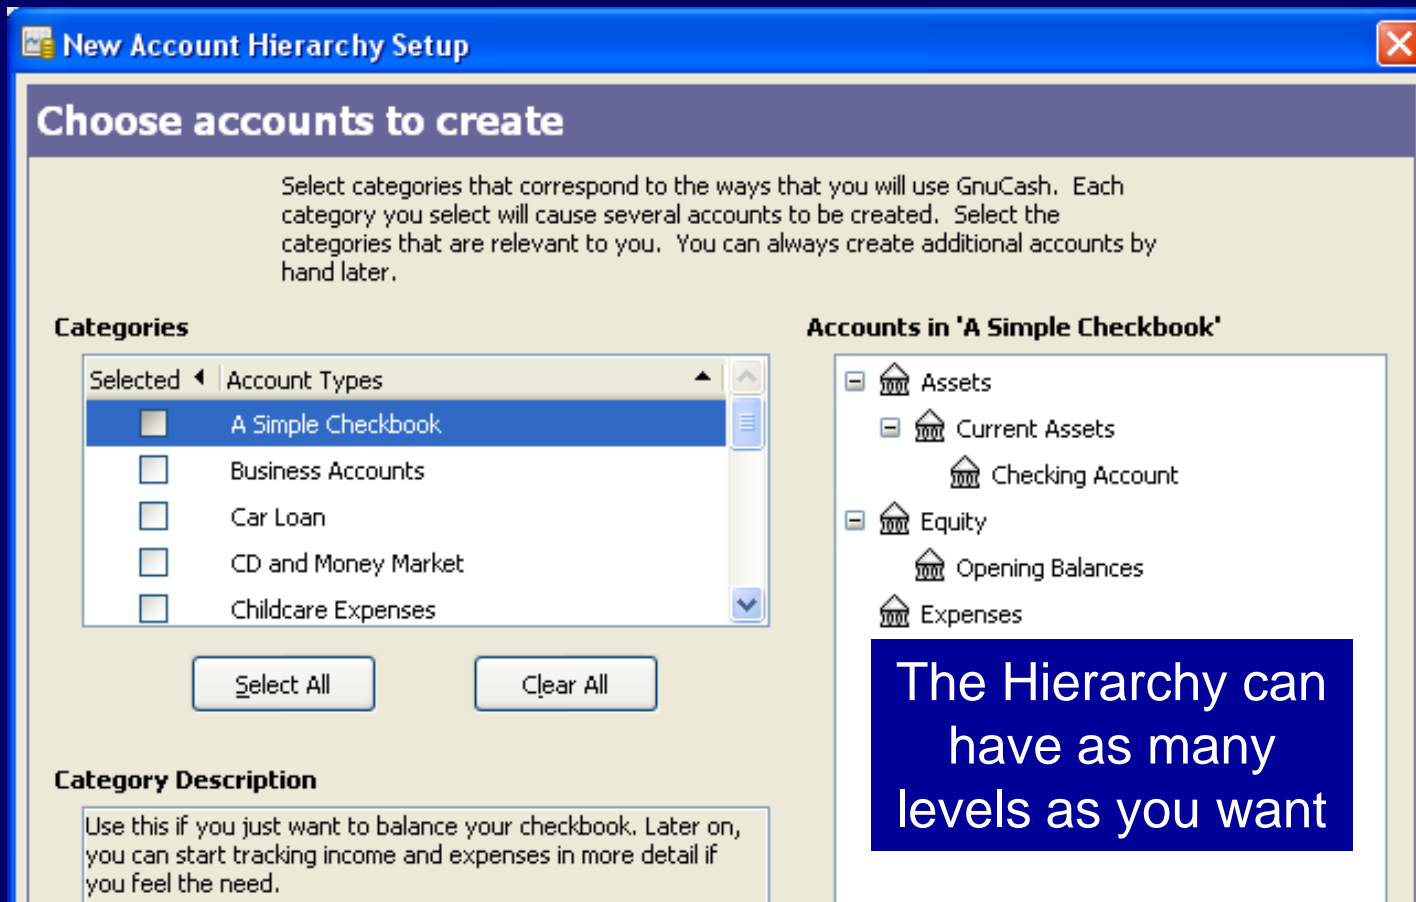 New Account Hierarchy Setup
Choose accounts to create
Select categories that correspond to the ways that you will use GnuCash. Each
category you select will cause several accounts to be created. Select the
categories that are relevant to you. You can always create additional accounts by
hand later.
Categories
Selected
Account Types
A Simple Checkbook
Business Accounts
Car Loan
CD and Money Market
Childcare Expenses
Select All
Clear All
Category Description
Use this if you just want to balance your checkbook. Later on,
you can start tracking income and expenses in more detail if
you feel the need.
Accounts in 'A Simple Checkbook'
Assets
Current Assets
Checking Account
Equity
Opening Balances
Expenses
The Hierarchy can
have as many
levels as you want